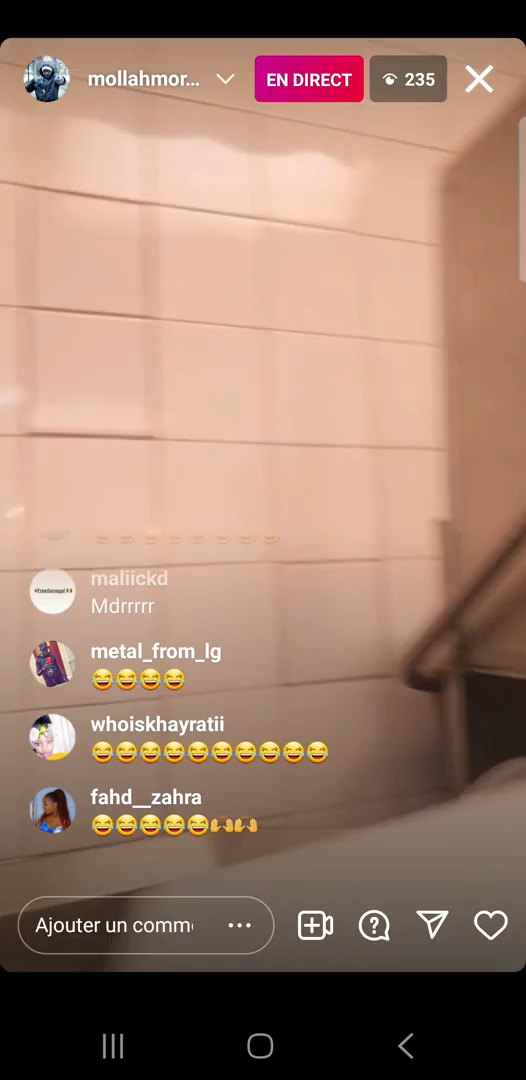 mollahmor...
EN DIRECT
235
maliickd
Mdrrrrr
metal_from_lg
😂😂😂😂
whoiskhayratii
😂😂😂😂😂😂😂😂😂😂
fahd__zahra
😂😂😂😂😂🙌🙌
Ajouter un comm